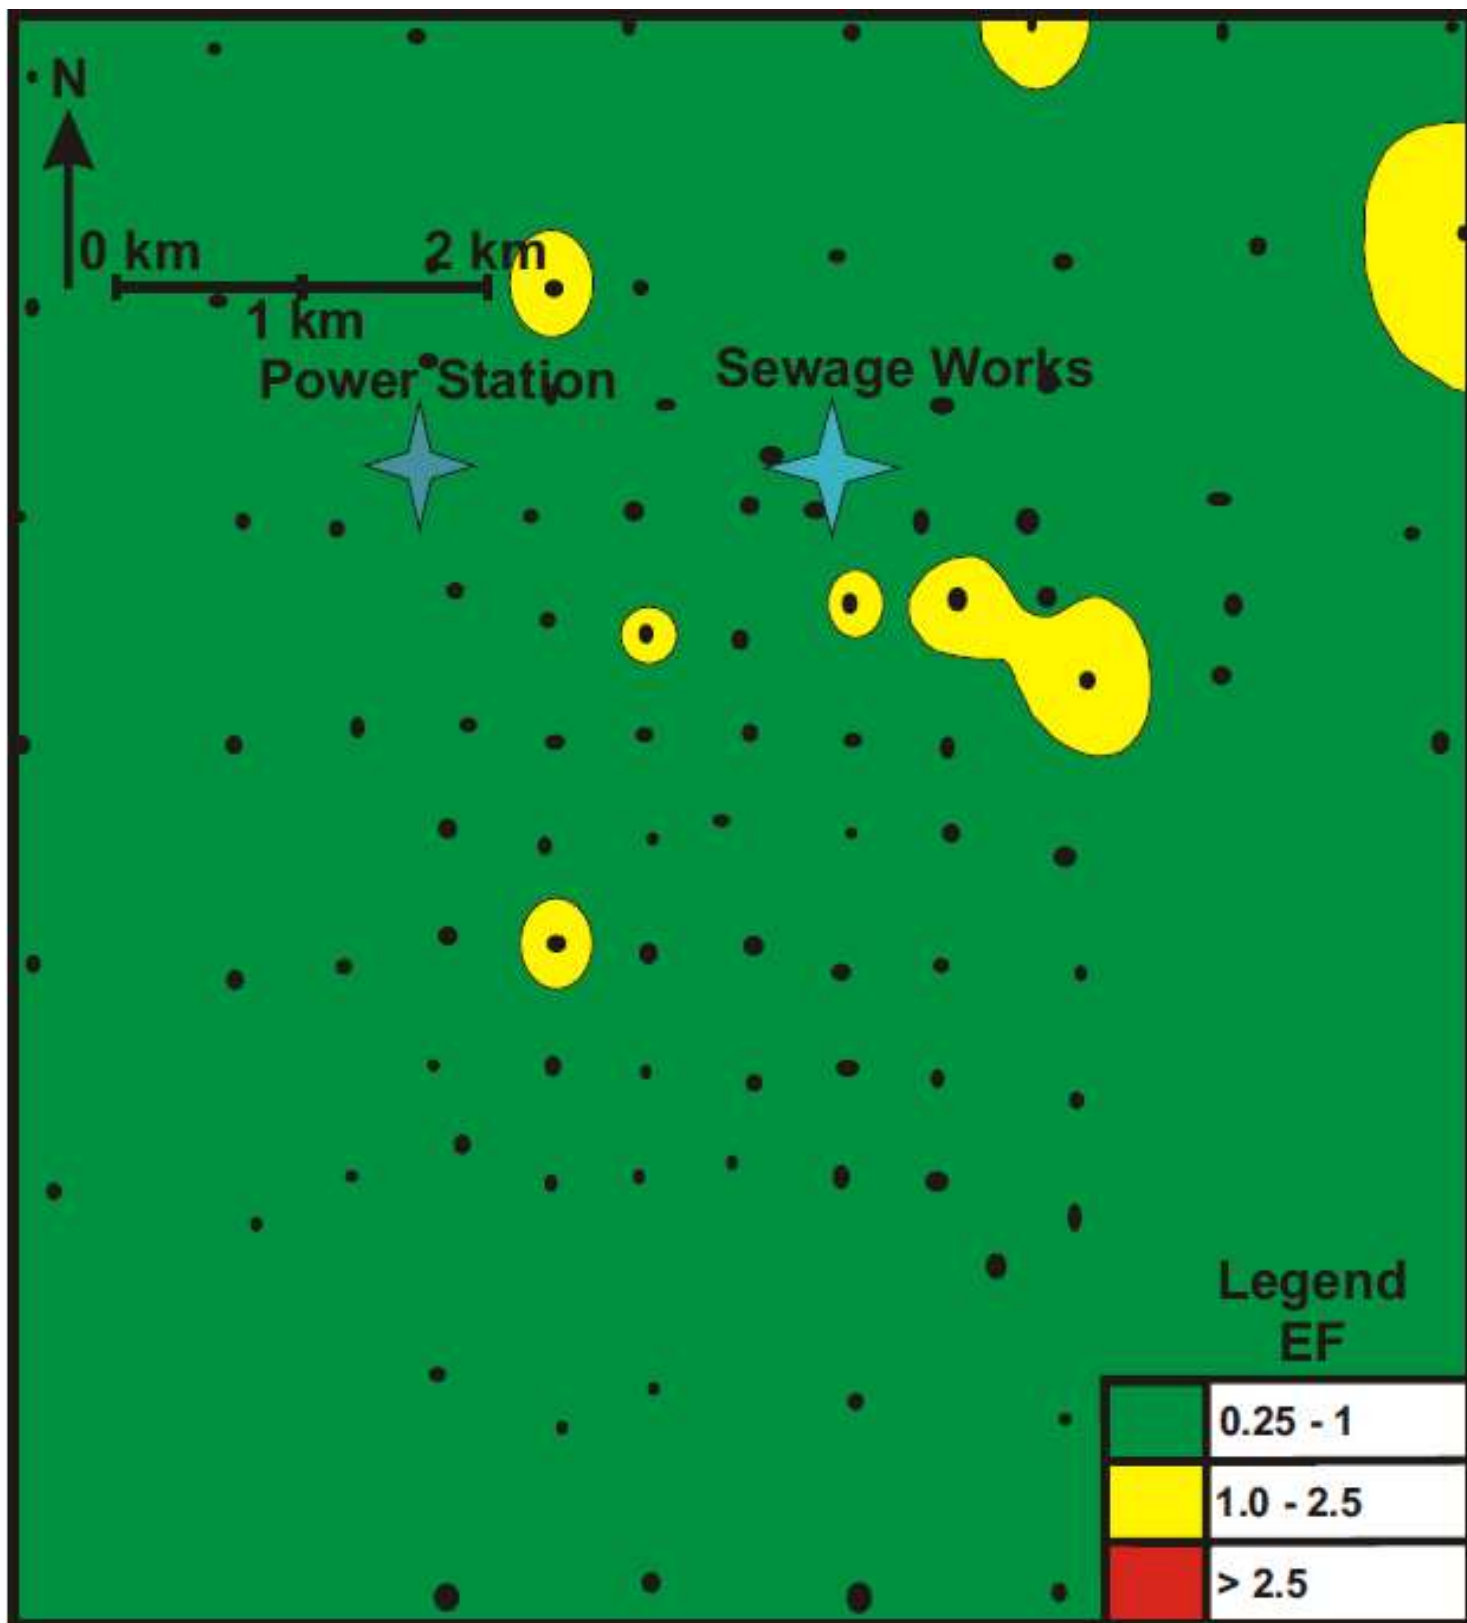 N
0 km 2 km
1 km
Power Station
Sewage Works
Legend
EF
0.25 - 1
1.0 - 2.5
> 2.5